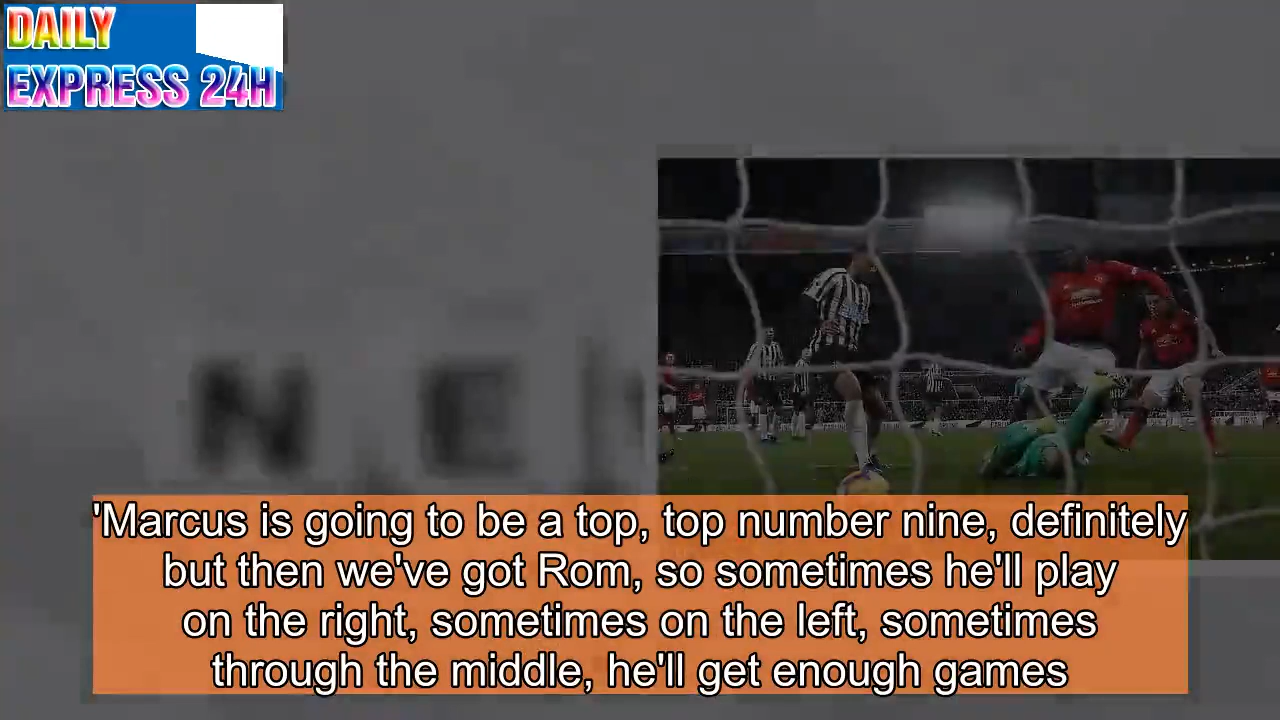 DAILY
EXPRESS 24H
N E
'Marcus is going to be a top, top number nine, definitely
but then we've got Rom, so sometimes he'll play
on the right, sometimes on the left, sometimes
through the middle, he'll get enough games